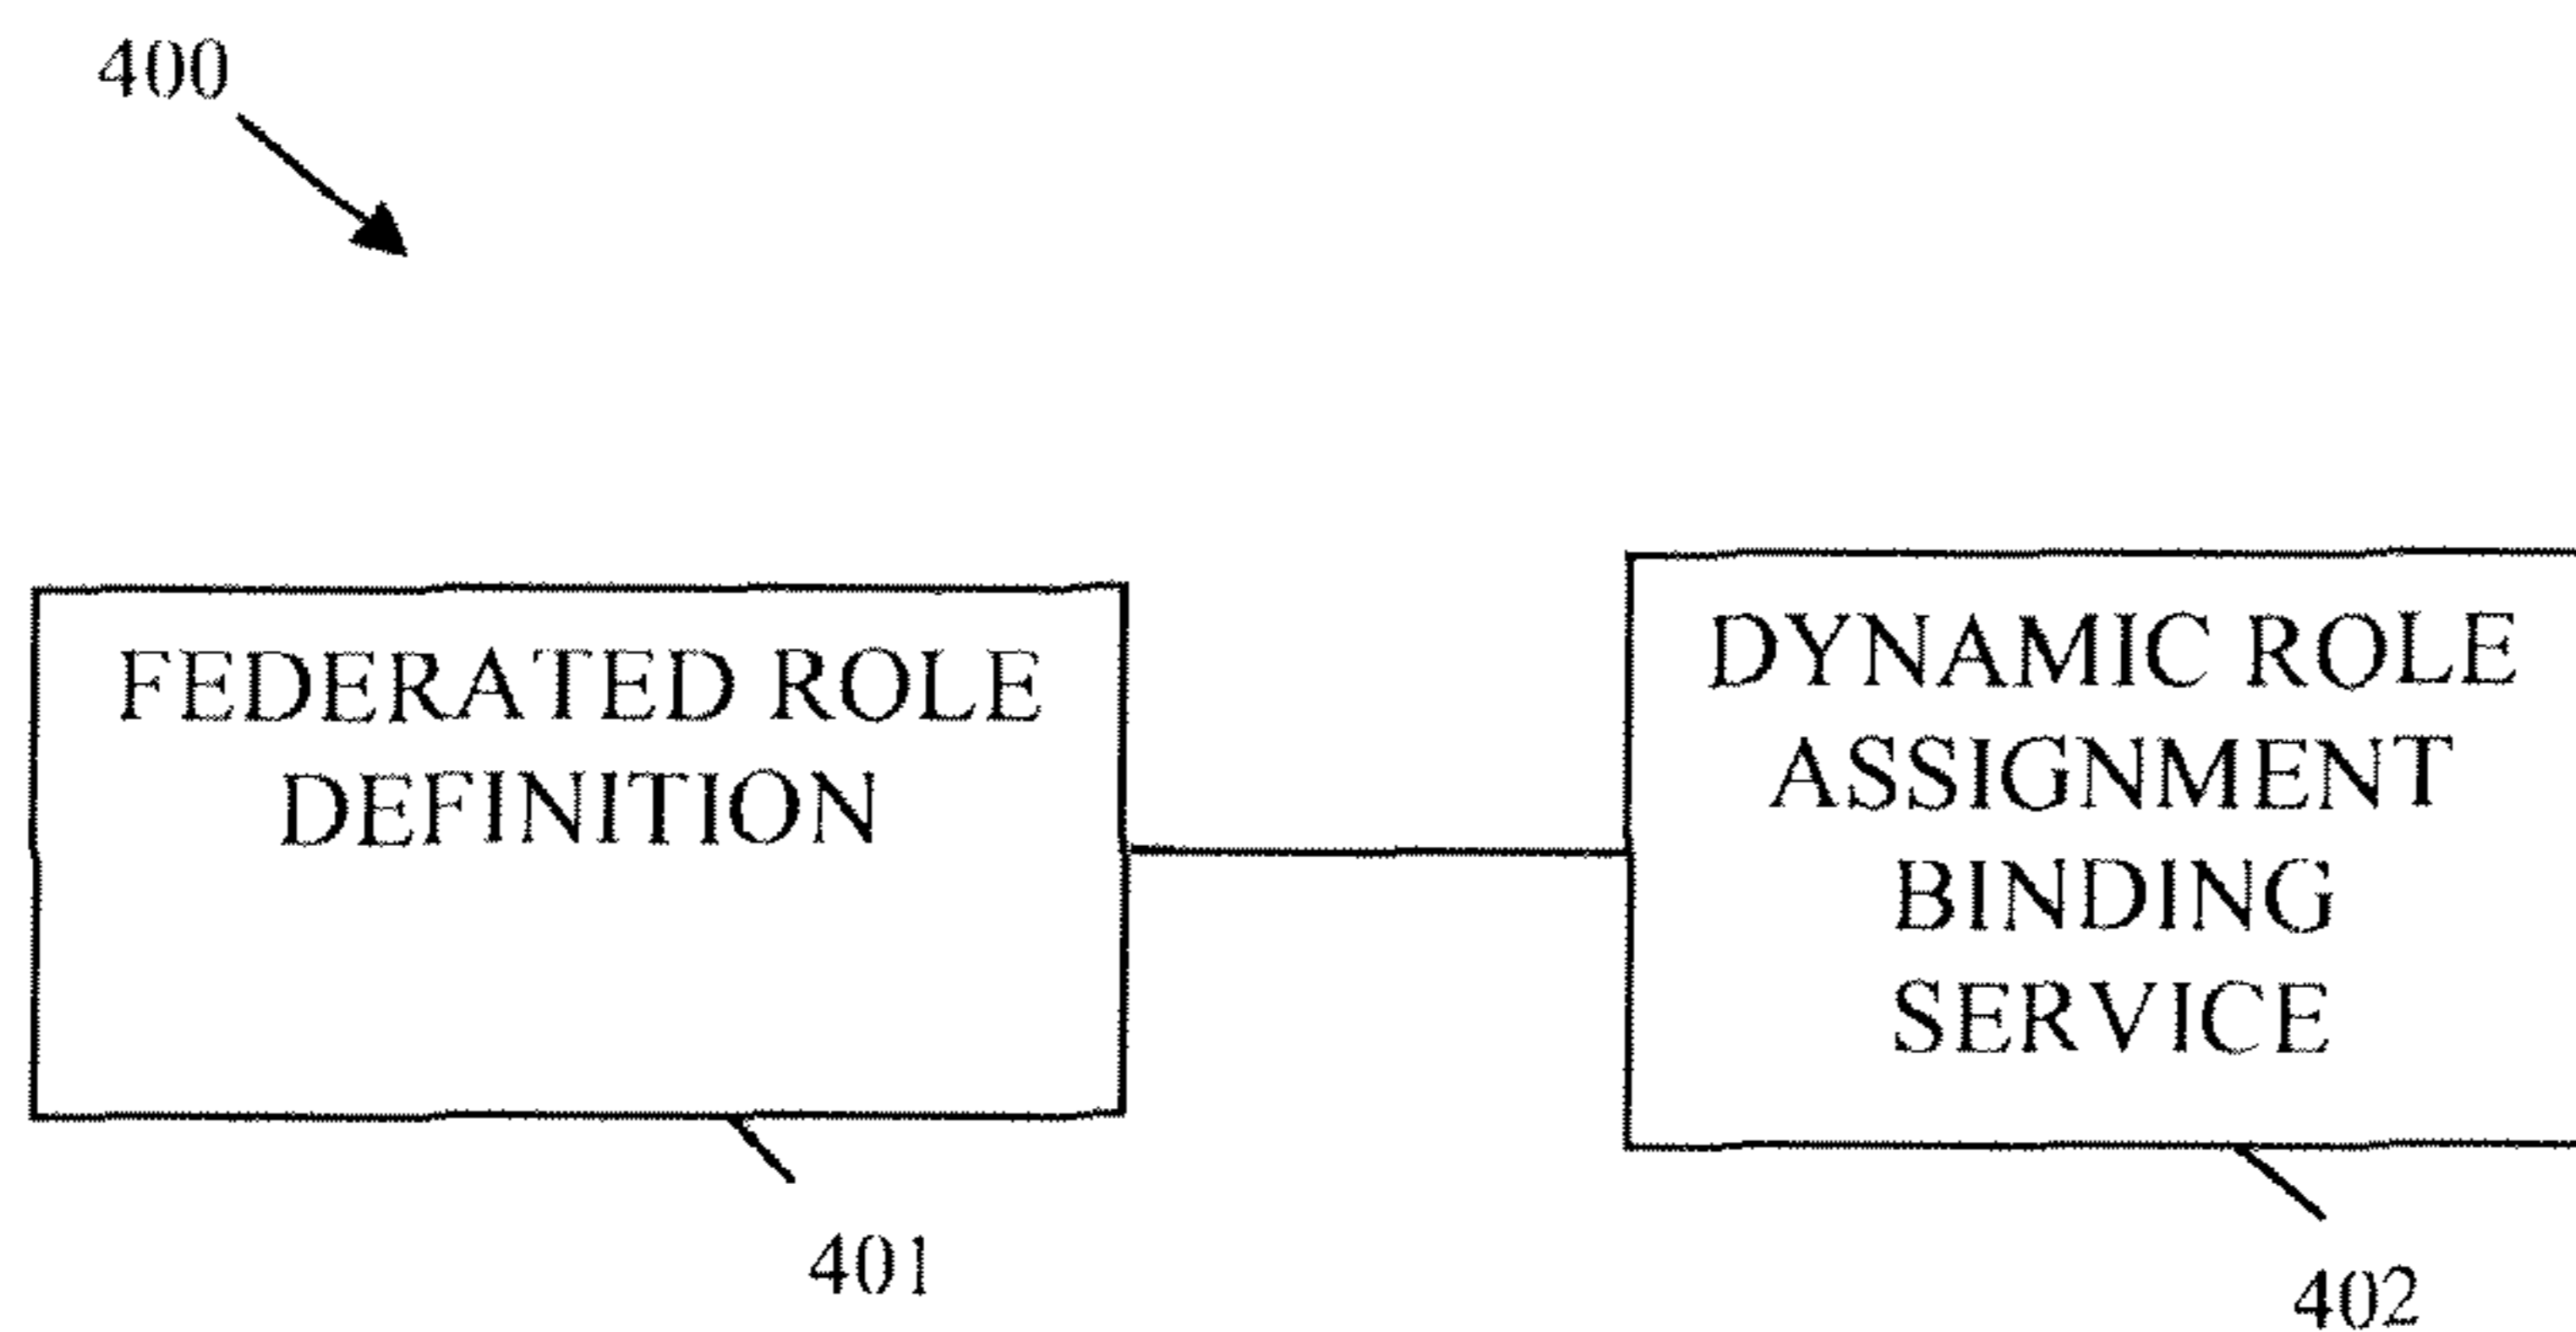 400
FEDERATED ROLE
DEFINITION
DYNAMIC ROLE
ASSIGNMENT
BINDING
SERVICE
401
402